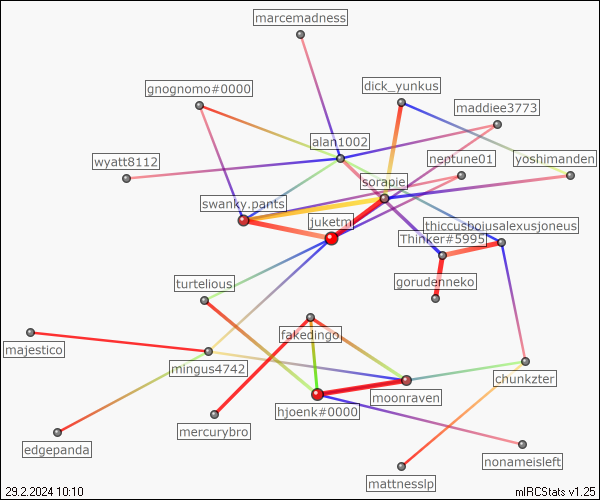 marcemadness
dick_yunkus
gnognomo#0000
maddiee3773
alan1002
wyatt8112
neptune01
yoshimanden
sorapie
swanky.pants
juketm
thiccusboiusalexusjoneus
Thinker#5995
turtelious
gorudenneko
fakedingo
majestico
mingus4742
moonraven
chunkzter
hjoenk#0000
mercurybro
edgepanda
nonameisleft
mattnesslp
29.2.2024 10:10
mIRCStats v1.25